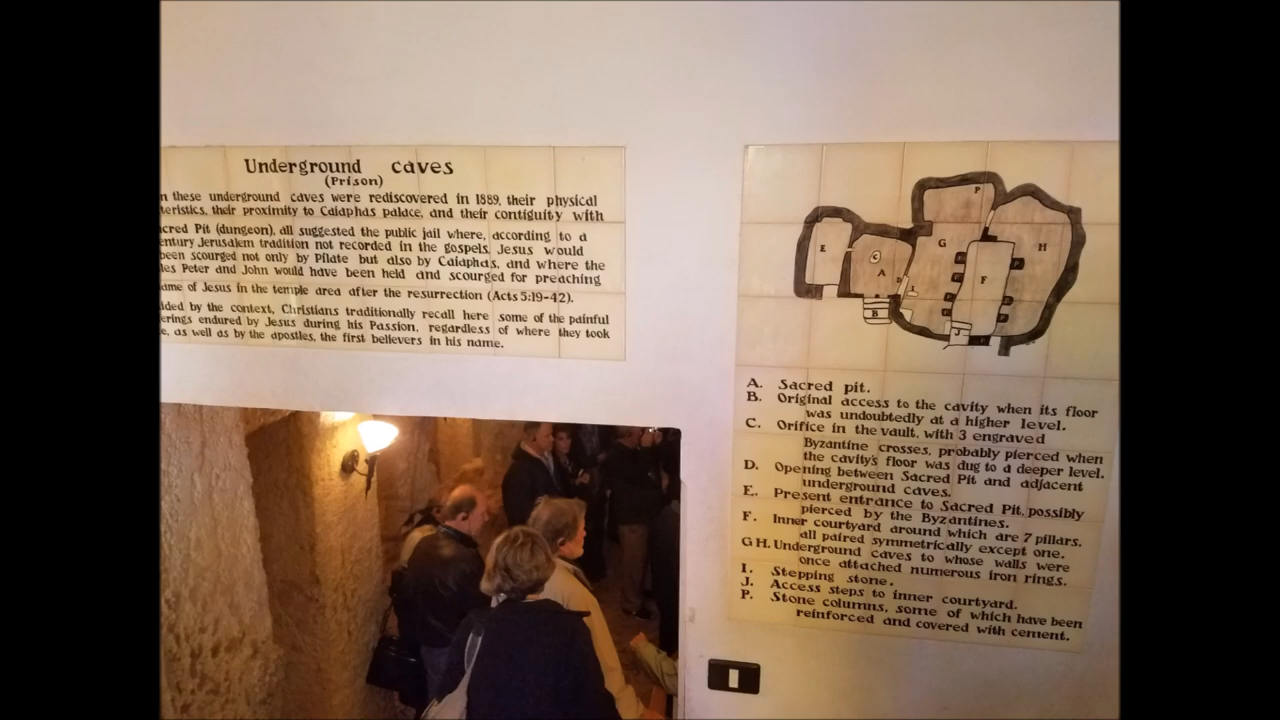 Underground caves
(Prison)
these underground caves were rediscovered in 1889, their physical
their proximity to Caiaphas palace, and their contiguity with
Pit (dungeon), all suggested the public jail where, according to a
Jerusalem tradition not recorded in the gospels, Jesus would
been scourged not only by Pilate but also by Caiaphas, and where the
Peter and John would have been held and scourged for preaching
of Jesus in the temple area after the resurrection (Acts 5:19-42).
by the context, Christians traditionally recall here some of the painful
endured by Jesus during his Passion, regardless of where they took
as well as by the apostles, the first believers in his name.
P
E
C
A
G
H
F
D
I
B
J
A. Sacred pit.
B. Original access to the cavity when its floor
was undoubtedly at a higher level.
C. Orifice in the vault, with 3 engraved
Byzantine crosses, probably pierced when
the cavity's floor was dug to a deeper level.
D. Opening between Sacred Pit and adjacent
underground caves.
E. Present entrance to Sacred Pit, possibly
pierced by the Byzantines.
F. Inner courtyard around which are 7 pillars,
all paired symmetrically except one.
G H. Underground caves to whose walls were
once attached numerous iron rings.
I. Stepping stone.
J. Access steps to inner courtyard.
P. Stone columns, some of which have been
reinforced and covered with cement.